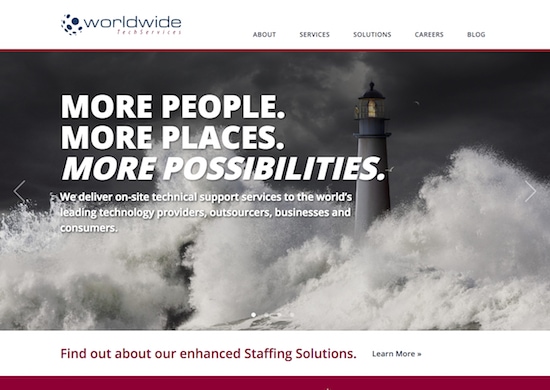 worldwide
TechServices
ABOUT SERVICES SOLUTIONS CAREERS BLOG
MORE PEOPLE.
MORE PLACES.
MORE POSSIBILITIES.
We deliver on-site technical support services to the world's
leading technology providers, outsourcers, businesses and
consumers.
Find out about our enhanced Staffing Solutions. Learn More »